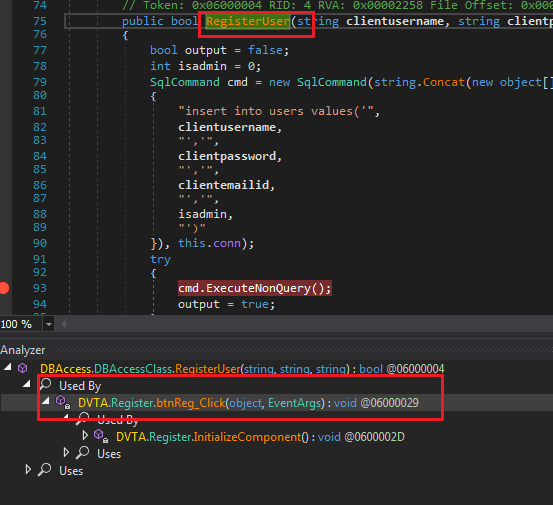 74 // Token: 0x06000004 RID: 4 RVA: 0x00002258 File Offset: 0x000
75 public bool RegisterUser(string clientusername, string clientp
76 {
77 bool output = false;
78 int isadmin = 0;
79 SqlCommand cmd = new SqlCommand(string.Concat(new object[]
80 {
81 "insert into users values('",
82 clientusername,
83 "','",
84 clientpassword,
85 "','",
86 clientemailid,
87 "','",
88 isadmin,
89 "')"
90 }), this.conn);
91 try
92 {
93 cmd.ExecuteNonQuery();
94 output = true;
100 %
Analyzer
DBAccess.DBAccessClass.RegisterUser(string, string, string) : bool @06000004
Used By
DVTA.Register.btnReg_Click(object, EventArgs) : void @06000029
Used By
DVTA.Register.InitializeComponent() : void @0600002D
Uses
Uses